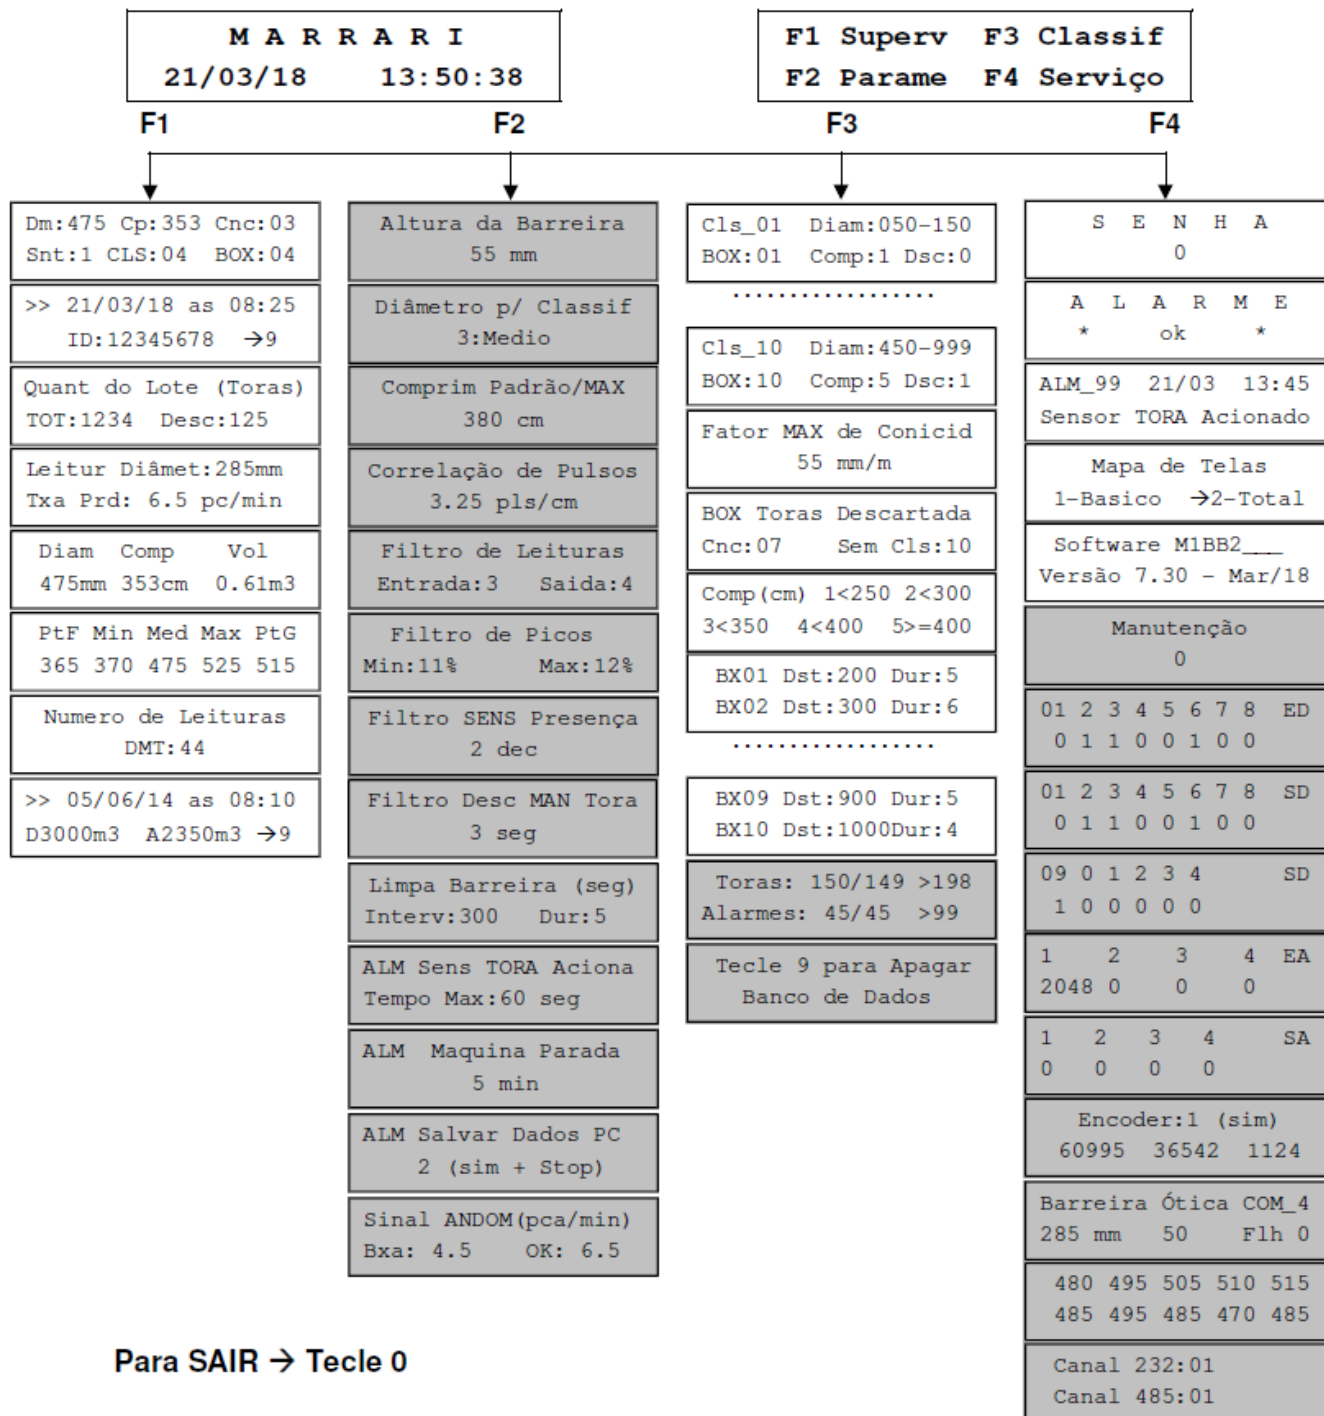 M A R R A R I
21/03/18 13:50:38
F1 Superv F3 Classif
F2 Parame F4 Serviço
F1
F2
F3
F4
Dm:475 Cp:353 Cnc:03
Snt:1 CLS:04 BOX:04
>> 21/03/18 as 08:25
ID:12345678 →9
Quant do Lote (Toras)
TOT:1234 Desc:125
Leitur Diâmet:285mm
Txa Prd: 6.5 pc/min
Diam Comp Vol
475mm 353cm 0.61m3
PtF Min Med Max PtG
365 370 475 525 515
Numero de Leituras
DMT:44
>> 05/06/14 as 08:10
D3000m3 A2350m3 →9
Altura da Barreira
55 mm
Diâmetro p/ Classif
3:Medio
Comprim Padrão/MAX
380 cm
Correlação de Pulsos
3.25 pls/cm
Filtro de Leituras
Entrada:3 Saida:4
Filtro de Picos
Min:11% Max:12%
Filtro SENS Presença
2 dec
Filtro Desc MAN Tora
3 seg
Limpa Barreira (seg)
Interv:300 Dur:5
ALM Sens TORA Aciona
Tempo Max:60 seg
ALM Maquina Parada
5 min
ALM Salvar Dados PC
2 (sim + Stop)
Sinal ANDOM(pca/min)
Bxa: 4.5 OK: 6.5
Cls_01 Diam:050-150
BOX:01 Comp:1 Dsc:0
..................
Cls_10 Diam:450-999
BOX:10 Comp:5 Dsc:1
Fator MAX de Conicid
55 mm/m
BOX Toras Descartada
Cnc:07 Sem Cls:10
Comp(cm) 1<250 2<300
3<350 4<400 5>=400
BX01 Dst:200 Dur:5
BX02 Dst:300 Dur:6
..................
BX09 Dst:900 Dur:5
BX10 Dst:1000Dur:4
Toras: 150/149 >198
Alarmes: 45/45 >99
Tecle 9 para Apagar
Banco de Dados
S E N H A
0
A L A R M E
* ok *
ALM_99 21/03 13:45
Sensor TORA Acionado
Mapa de Telas
1-Basico →2-Total
Software M1BB2___
Versão 7.30 - Mar/18
Manutenção
0
01 2 3 4 5 6 7 8 ED
0 1 1 0 0 1 0 0
01 2 3 4 5 6 7 8 SD
0 1 1 0 0 1 0 0
09 0 1 2 3 4 SD
1 0 0 0 0 0
1 2 3 4 EA
2048 0 0 0
1 2 3 4 SA
0 0 0 0
Encoder:1 (sim)
60995 36542 1124
Barreira Ótica COM_4
285 mm 50 Flh 0
480 495 505 510 515
485 495 485 470 485
Canal 232:01
Canal 485:01
Para SAIR → Tecle 0